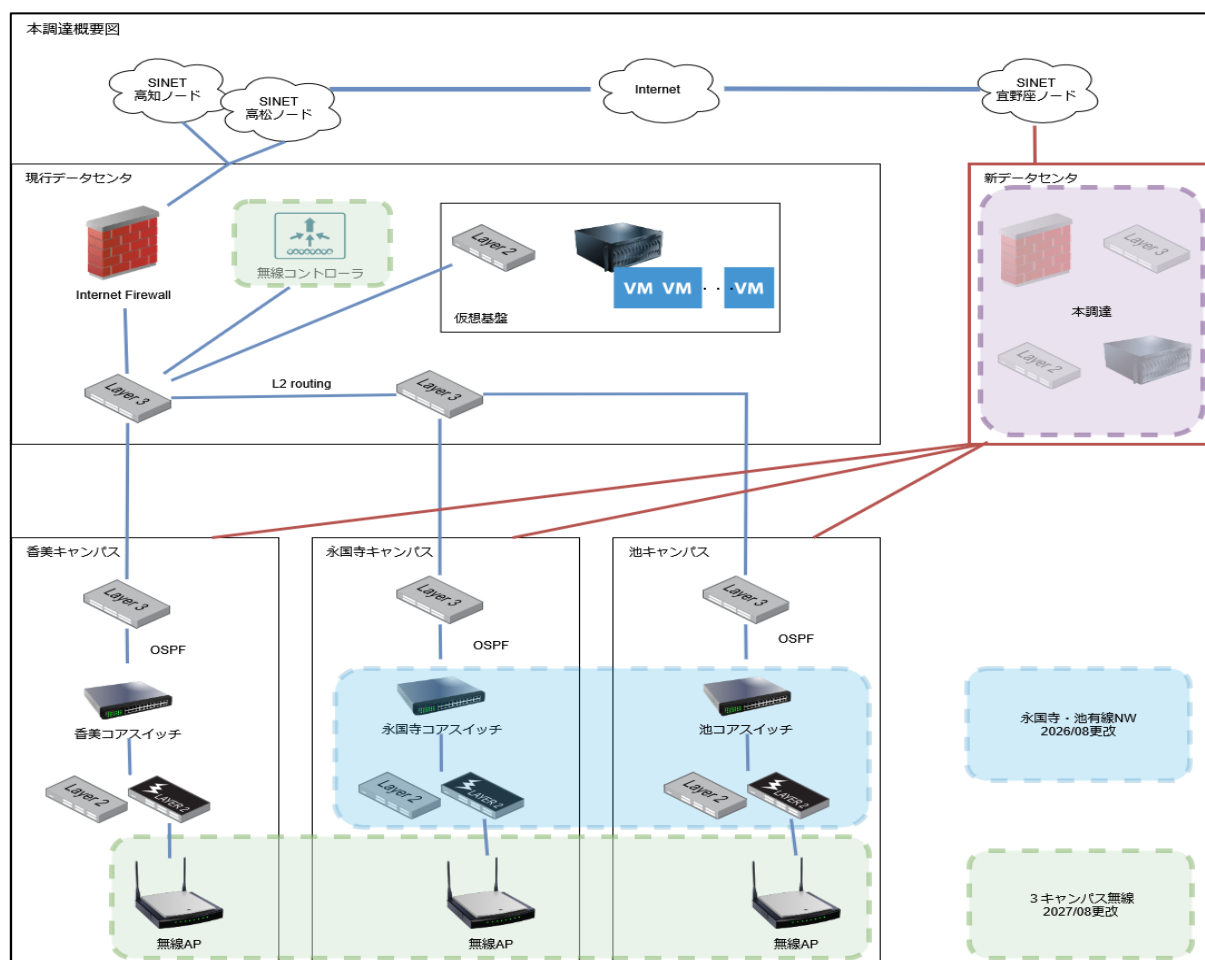 本調達概要図
SINET
高知ノード
SINET
高松ノード
Internet
SINET
宜野座ノード
現行データセンタ
新データセンタ
Internet Firewall
無線コントローラ
Layer 2
VM VM ・・・ VM
仮想基盤
Layer 3
本調達
Layer 2
Layer 3
L2 routing
Layer 3
香美キャンパス
永国寺キャンパス
池キャンパス
Layer 3
Layer 3
Layer 3
OSPF
OSPF
OSPF
香美コアスイッチ
永国寺コアスイッチ
池コアスイッチ
永国寺・池有線NW
2026/08更改
Layer 2
LAYER 2
Layer 2
LAYER 2
Layer 2
LAYER 2
3キャンパス無線
2027/08更改
無線AP
無線AP
無線AP